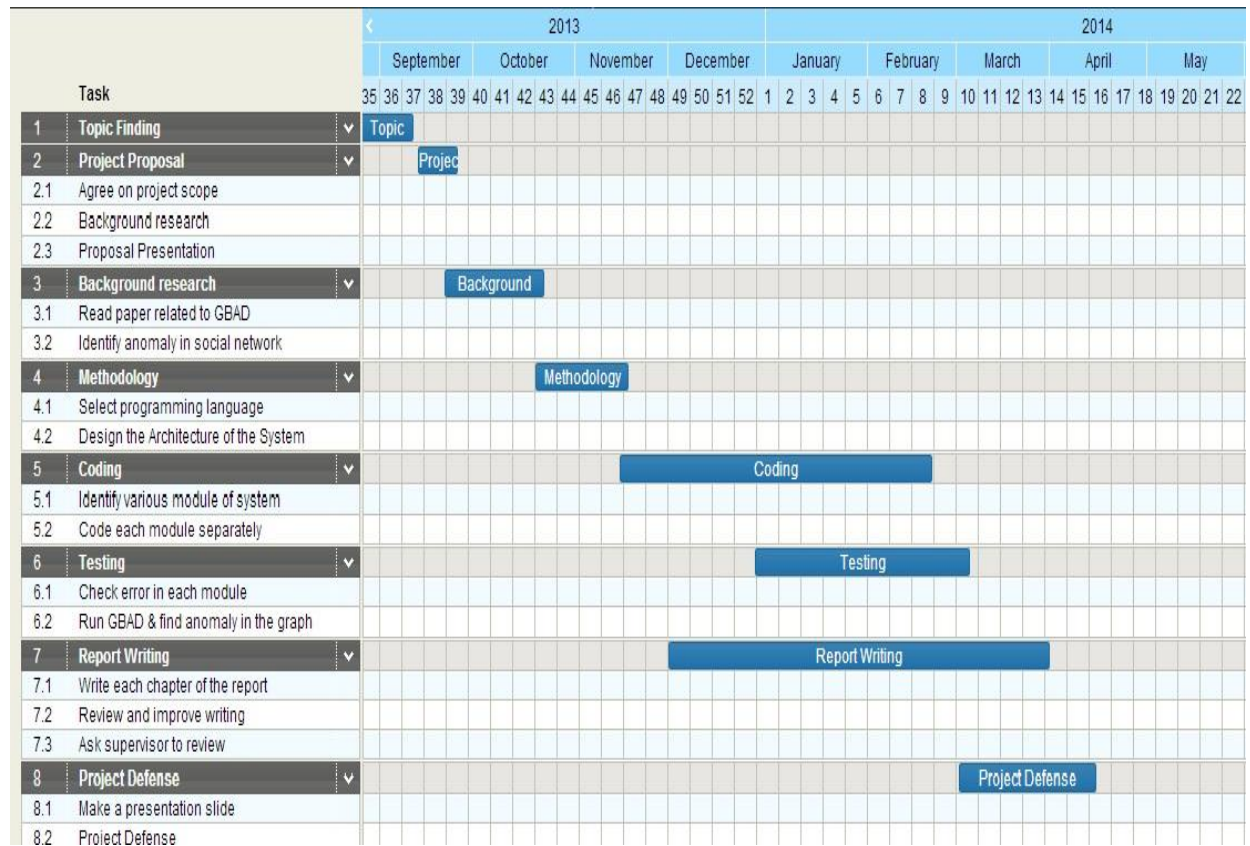 2013 2014
September October November December January February March April May
Task 35 36 37 38 39 40 41 42 43 44 45 46 47 48 49 50 51 52 1 2 3 4 5 6 7 8 9 10 11 12 13 14 15 16 17 18 19 20 21 22
1 Topic Finding Topic
2 Project Proposal Projec
2.1 Agree on project scope
2.2 Background research
2.3 Proposal Presentation
3 Background research Background
3.1 Read paper related to GBAD
3.2 Identify anomaly in social network
4 Methodology Methodology
4.1 Select programming language
4.2 Design the Architecture of the System
5 Coding Coding
5.1 Identify various module of system
5.2 Code each module separately
6 Testing Testing
6.1 Check error in each module
6.2 Run GBAD & find anomaly in the graph
7 Report Writing Report Writing
7.1 Write each chapter of the report
7.2 Review and improve writing
7.3 Ask supervisor to review
8 Project Defense Project Defense
8.1 Make a presentation slide
8.2 Project Defense